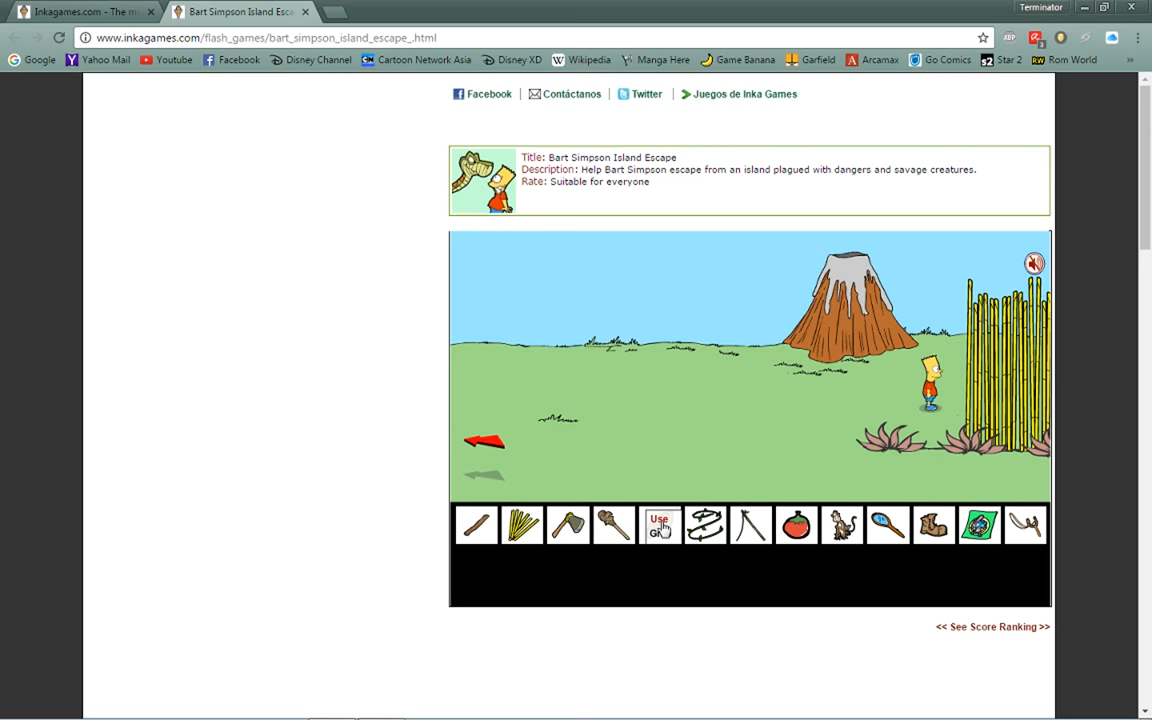 Inkagames.com - The m
Bart Simpson Island Esca
Terminator
www.inkagames.com/flash_games/bart_simpson_island_escape_.html
ABP
Google
Yahoo Mail
Youtube
Facebook
Disney Channel
Cartoon Network Asia
Disney XD
Wikipedia
Manga Here
Game Banana
Garfield
Arcamax
Go Comics
Star 2
Rom World
Facebook | Contáctanos | Twitter | Juegos de Inka Games
Title: Bart Simpson Island Escape
Description: Help Bart Simpson escape from an island plagued with dangers and savage creatures.
Rate: Suitable for everyone
Use
<< See Score Ranking >>